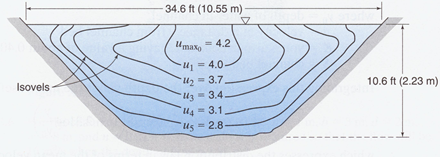 34.6 ft (10.55 m)
umax₀ = 4.2
u₁ = 4.0
u₂ = 3.7
Isovels
10.6 ft (2.23 m)
u₃ = 3.4
u₄ = 3.1
u₅ = 2.8